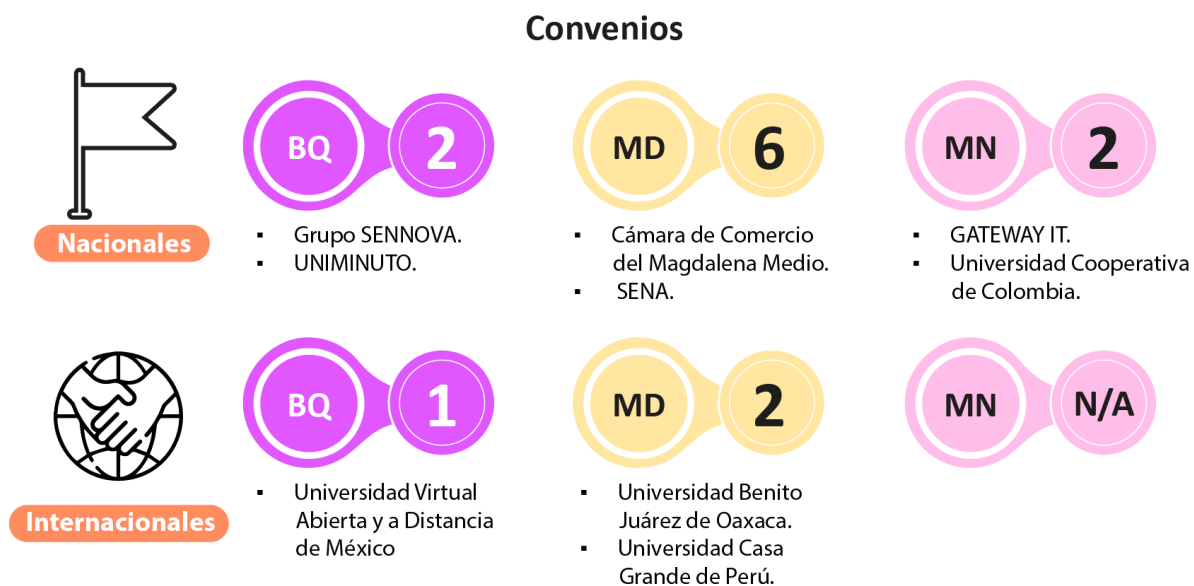 Convenios
Nacionales
BQ 2
▪ Grupo SENNOVA.
▪ UNIMINUTO.
MD 6
▪ Cámara de Comercio
del Magdalena Medio.
▪ SENA.
MN 2
▪ GATEWAY IT.
▪ Universidad Cooperativa
de Colombia.
Internacionales
BQ 1
▪ Universidad Virtual
Abierta y a Distancia
de México
MD 2
▪ Universidad Benito
Juárez de Oaxaca.
▪ Universidad Casa
Grande de Perú.
MN N/A